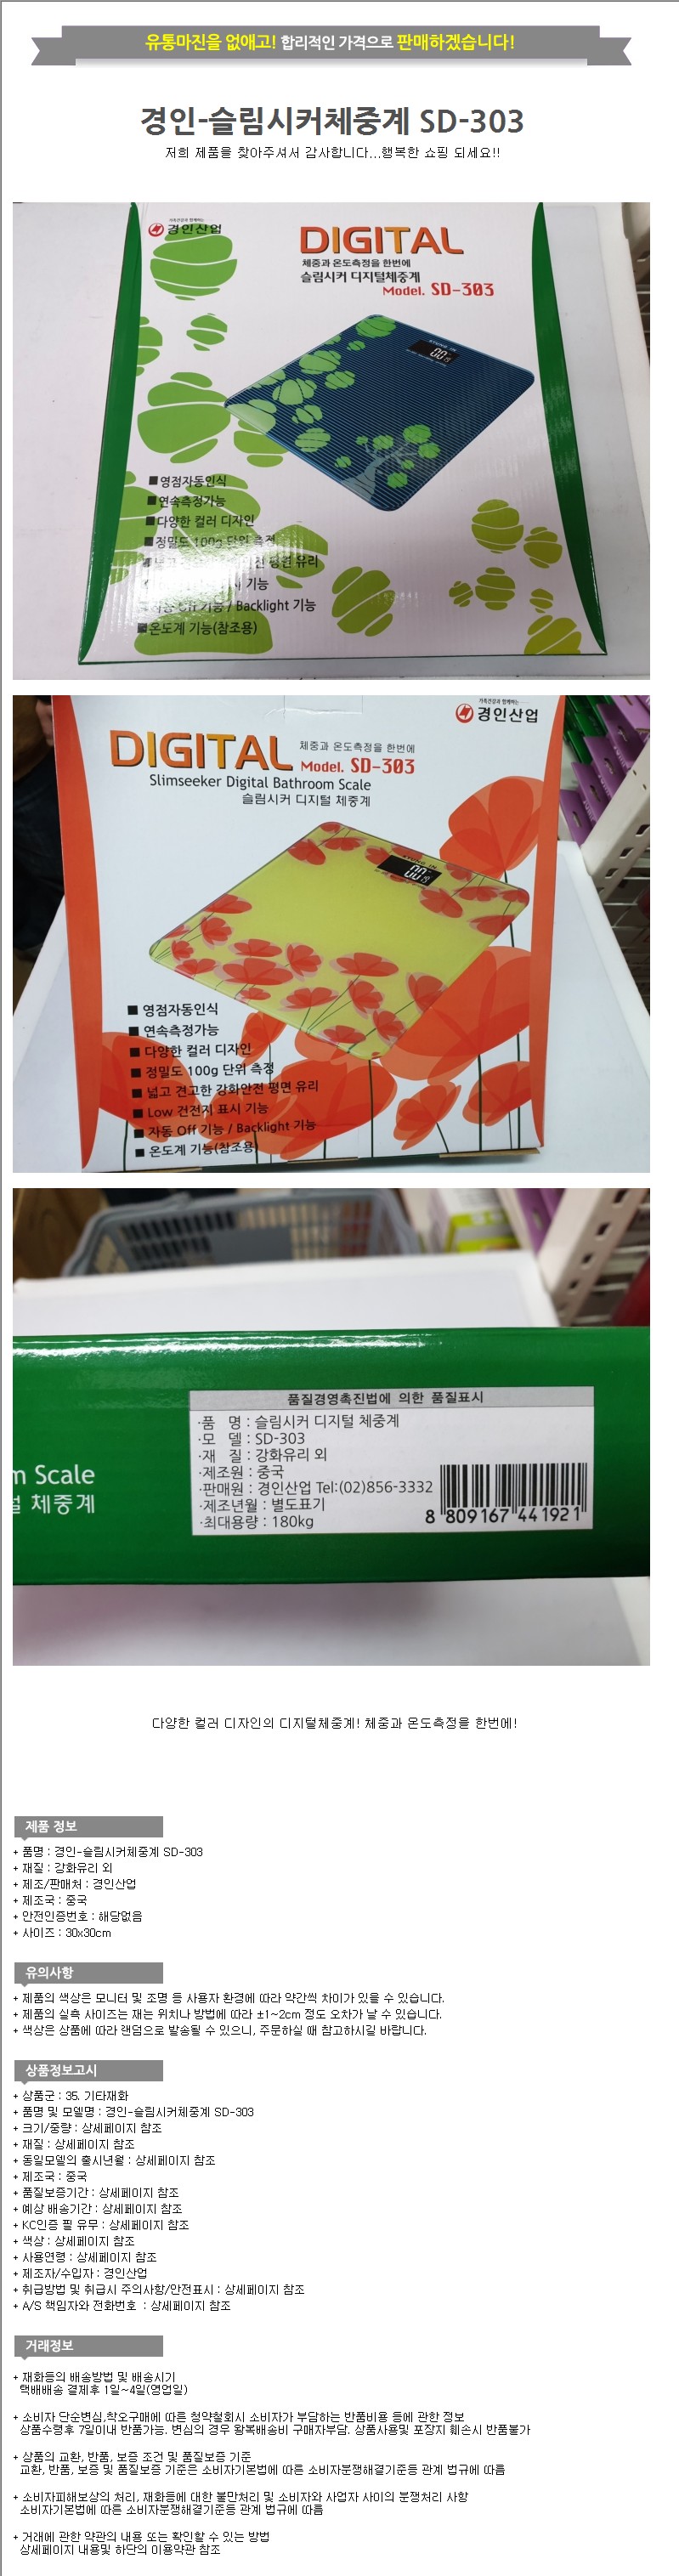 유통마진을 없애고! 합리적인 가격으로 판매하겠습니다!
경인-슬림시커체중계 SD-303
저희 제품을 찾아주셔서 감사합니다...행복한 쇼핑 되세요!!
경인산업
DIGITAL
체중과 온도측정을 한번에
슬림시커 디지털체중계
Model. SD-303
■영점자동인식
■연속측정가능
■다양한 컬러 디자인
■정밀도 100g 단위 측정
평면 유리
시 기능
Off 기능 / Backlight 기능
■온도계 기능(참조용)
경인산업
DIGITAL 체중과 온도측정을 한번에
Model. SD-303
Slimseeker Digital Bathroom Scale
슬림시커 디지털 체중계
■ 영점자동인식
■ 연속측정가능
■ 다양한 컬러 디자인
■ 정밀도 100g 단위 측정
■ 넓고 견고한 강화안전 평면 유리
■ Low 건전지 표시 기능
■ 자동 Off 기능 / Backlight 기능
■ 온도계 기능(참조용)
m Scale
털 체중계
품질경영촉진법에 의한 품질표시
·품 명 : 슬림시커 디지털 체중계
·모 델 : SD-303
·재 질 : 강화유리 외
·제조원 : 중국
·판매원 : 경인산업 Tel:(02)856-3332
·제조년월 : 별도표기
·최대용량 : 180kg
8 809167 441921
다양한 컬러 디자인의 디지털체중계! 체중과 온도측정을 한번에!
제품 정보
+ 품명 : 경인-슬림시커체중계 SD-303
+ 재질 : 강화유리 외
+ 제조/판매처 : 경인산업
+ 제조국 : 중국
+ 안전인증번호 : 해당없음
+ 사이즈 : 30x30cm
유의사항
+ 제품의 색상은 모니터 및 조명 등 사용자 환경에 따라 약간씩 차이가 있을 수 있습니다.
+ 제품의 실측 사이즈는 재는 위치나 방법에 따라 ±1~2cm 정도 오차가 날 수 있습니다.
+ 색상은 상품에 따라 랜덤으로 발송될 수 있으니, 주문하실 때 참고하시길 바랍니다.
상품정보고시
+ 상품군 : 35. 기타재화
+ 품명 및 모델명 : 경인-슬림시커체중계 SD-303
+ 크기/중량 : 상세페이지 참조
+ 재질 : 상세페이지 참조
+ 동일모델의 출시년월 : 상세페이지 참조
+ 제조국 : 중국
+ 품질보증기간 : 상세페이지 참조
+ 예상 배송기간 : 상세페이지 참조
+ KC인증 필 유무 : 상세페이지 참조
+ 색상 : 상세페이지 참조
+ 사용연령 : 상세페이지 참조
+ 제조자/수입자 : 경인산업
+ 취급방법 및 취급시 주의사항/안전표시 : 상세페이지 참조
+ A/S 책임자와 전화번호 : 상세페이지 참조
거래정보
+ 재화등의 배송방법 및 배송시기
택배배송 결제후 1일~4일(영업일)
+ 소비자 단순변심,착오구매에 따른 청약철회시 소비자가 부담하는 반품비용 등에 관한 정보
상품수령후 7일이내 반품가능. 변심의 경우 왕복배송비 구매자부담. 상품사용및 포장지 훼손시 반품불가
+ 상품의 교환, 반품, 보증 조건 및 품질보증 기준
교환, 반품, 보증 및 품질보증 기준은 소비자기본법에 따른 소비자분쟁해결기준등 관계 법규에 따름
+ 소비자피해보상의 처리, 재화등에 대한 불만처리 및 소비자와 사업자 사이의 분쟁처리 사항
소비자기본법에 따른 소비자분쟁해결기준등 관계 법규에 따름
+ 거래에 관한 약관의 내용 또는 확인할 수 있는 방법
상세페이지 내용및 하단의 이용약관 참조